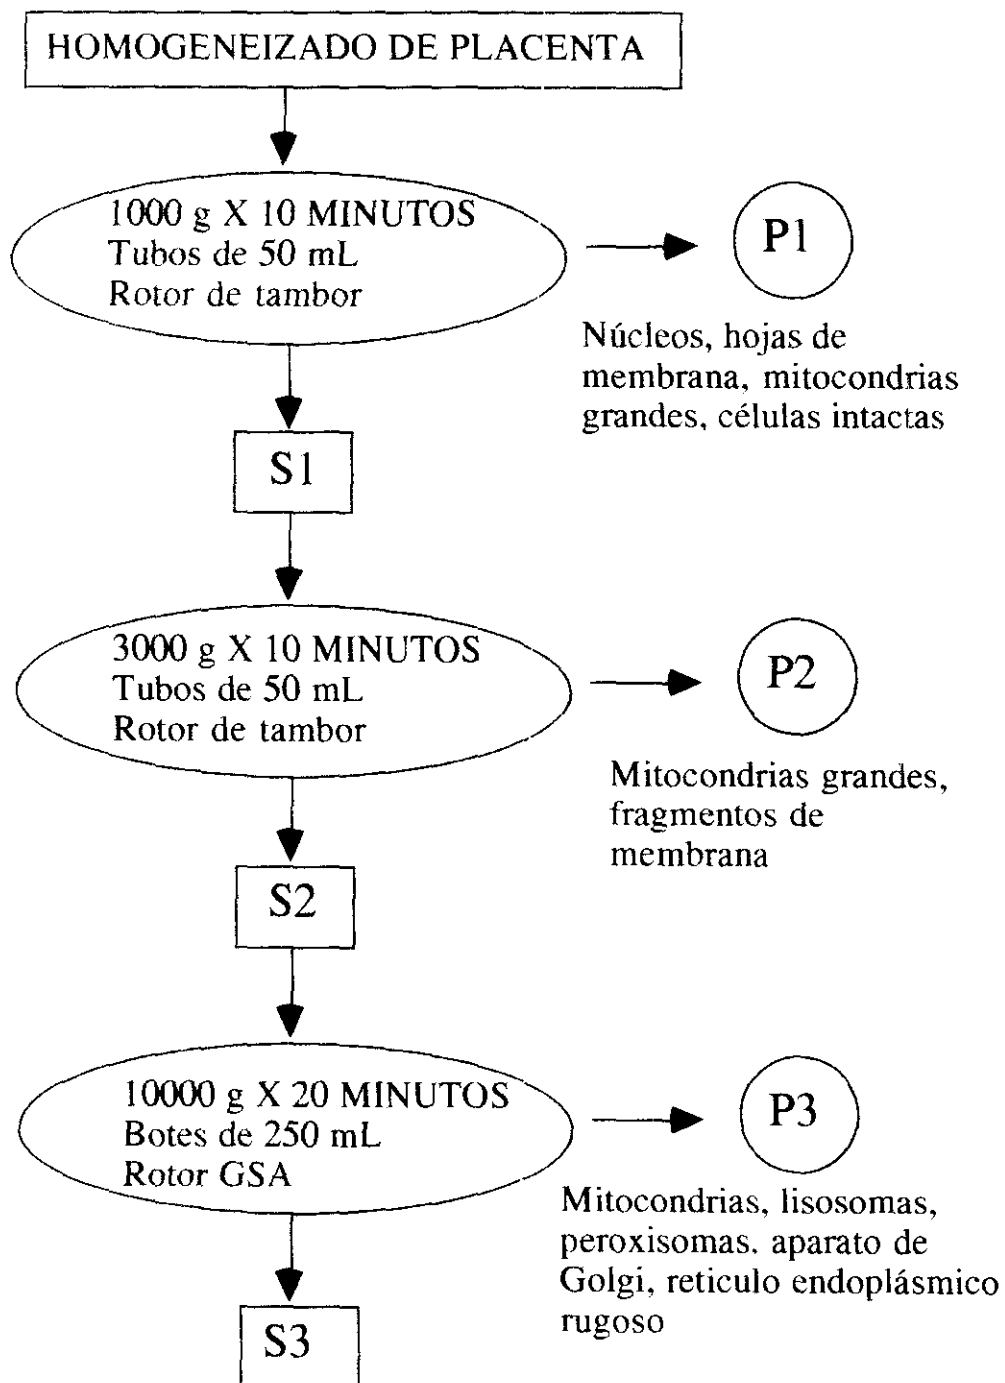 HOMOGENEIZADO DE PLACENTA
1000 g X 10 MINUTOS
Tubos de 50 mL
Rotor de tambor
P1
Núcleos, hojas de
membrana, mitocondrias
grandes, células intactas
S1
3000 g X 10 MINUTOS
Tubos de 50 mL
Rotor de tambor
P2
Mitocondrias grandes,
fragmentos de
membrana
S2
10000 g X 20 MINUTOS
Botes de 250 mL
Rotor GSA
P3
Mitocondrias, lisosomas,
peroxisomas. aparato de
Golgi, reticulo endoplásmico
rugoso
S3